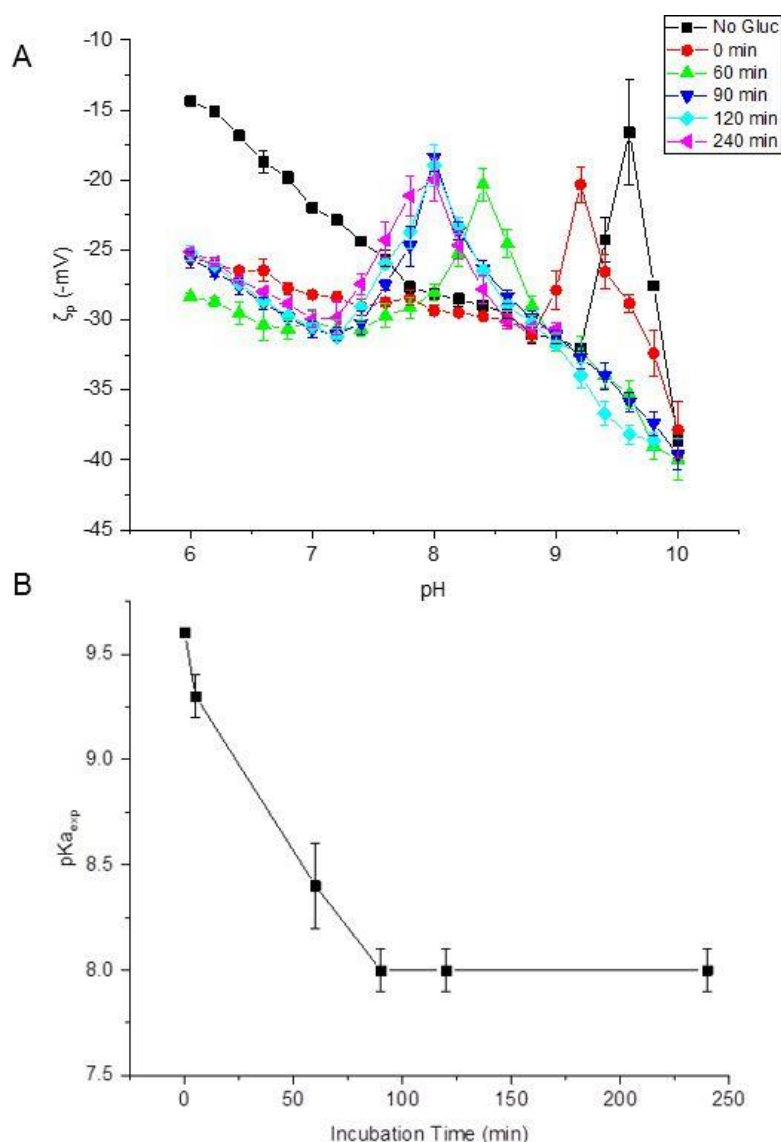 A
No Gluc
0 min
60 min
90 min
120 min
240 min
-10
-15
-20
-25
-30
-35
-40
-45
ζp (-mV)
6 7 8 9 10
pH
B
9.5
9.0
8.5
8.0
7.5
pKa exp
0 50 100 150 200 250
Incubation Time (min)